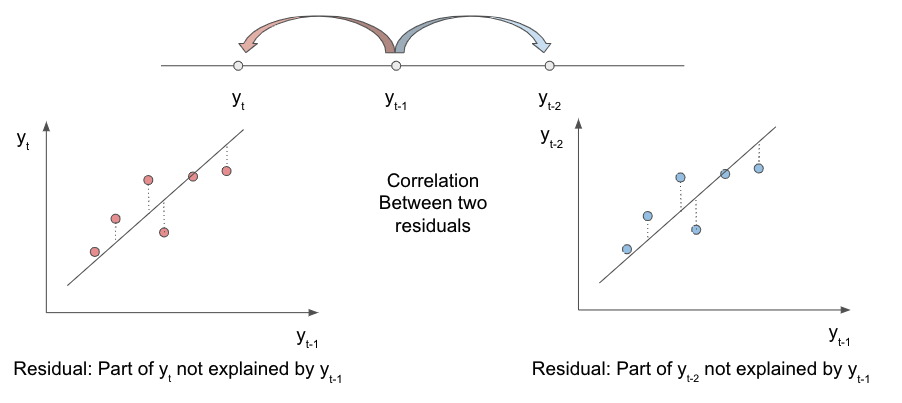 y_t y_{t-1} y_{t-2}
y_t
y_{t-1}
Residual: Part of y_t not explained by y_{t-1}
Correlation
Between two
residuals
y_{t-2}
y_{t-1}
Residual: Part of y_{t-2} not explained by y_{t-1}